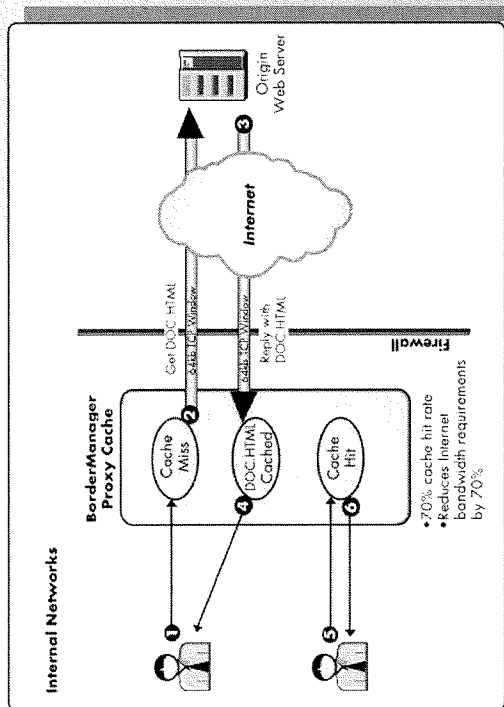 Internal Networks
BorderManager
Proxy Cache
1
Cache
Miss
2
Get DOC.HTML
64kb TCP Window
Origin
Web Server
3
Internet
64kb TCP Window
Reply with
DOC.HTML
DOC.HTML
Cached
4
Firewall
5
Cache
Hit
6
•70% cache hit rate
•Reduces Internet
bandwidth requirements
by 70%